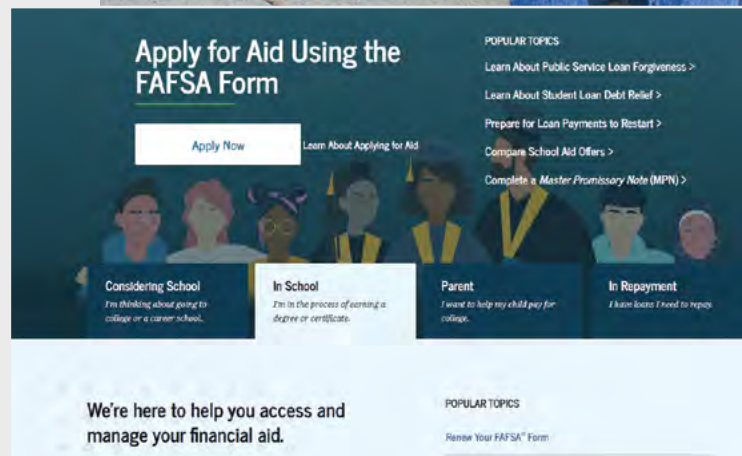 Apply for Aid Using the
FAFSA Form
Apply Now
Learn About Applying for Aid
POPULAR TOPICS
Learn About Public Service Loan Forgiveness >
Learn About Student Loan Debt Relief >
Prepare for Loan Payments to Restart >
Compare School Aid Offers >
Complete a Master Promissory Note (MPN) >
Considering School
I'm thinking about going to
college or a career school.
In School
I'm in the process of earning a
degree or certificate.
Parent
I want to help my child pay for
college.
In Repayment
I have loans I need to repay.
We're here to help you access and
manage your financial aid.
POPULAR TOPICS
Renew Your FAFSA® Form